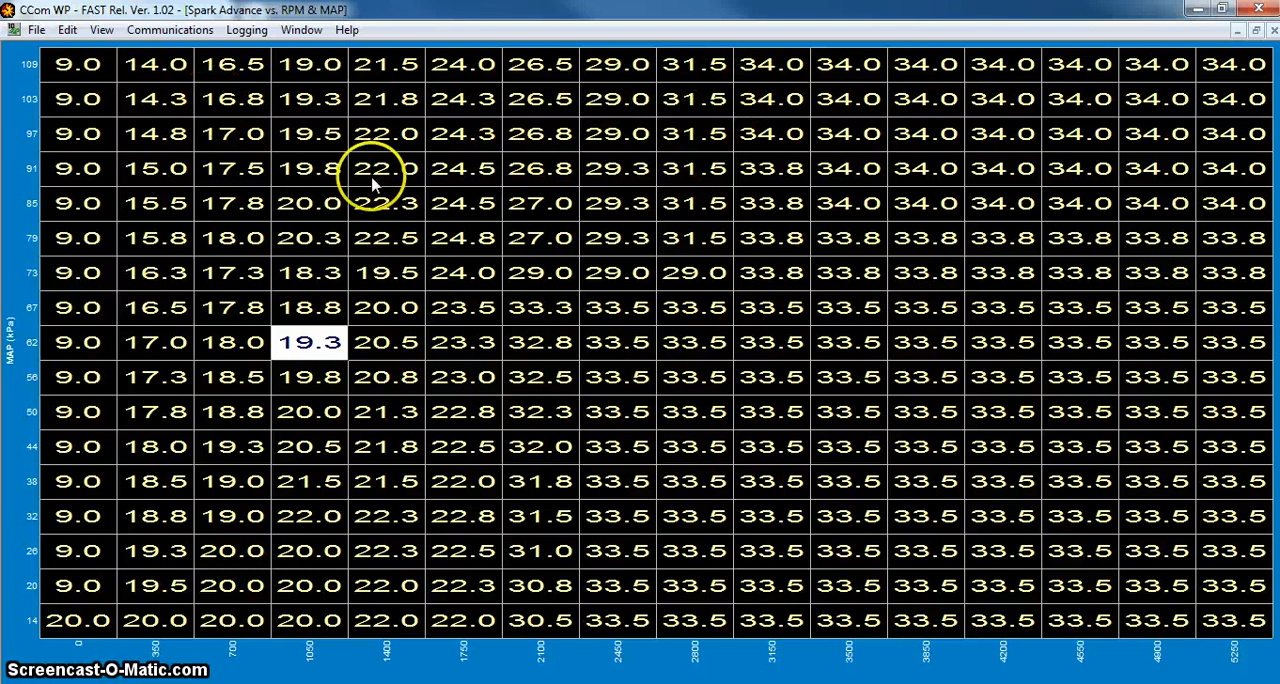 CCom WP - FAST Rel. Ver. 1.02 - [Spark Advance vs. RPM & MAP]
File Edit View Communications Logging Window Help
109 9.0 14.0 16.5 19.0 21.5 24.0 26.5 29.0 31.5 34.0 34.0 34.0 34.0 34.0 34.0 34.0
103 9.0 14.3 16.8 19.3 21.8 24.3 26.5 29.0 31.5 34.0 34.0 34.0 34.0 34.0 34.0 34.0
97 9.0 14.8 17.0 19.5 22.0 24.3 26.8 29.0 31.5 34.0 34.0 34.0 34.0 34.0 34.0 34.0
91 9.0 15.0 17.5 19.8 22.0 24.5 26.8 29.3 31.5 33.8 34.0 34.0 34.0 34.0 34.0 34.0
85 9.0 15.5 17.8 20.0 22.3 24.5 27.0 29.3 31.5 33.8 34.0 34.0 34.0 34.0 34.0 34.0
79 9.0 15.8 18.0 20.3 22.5 24.8 27.0 29.3 31.5 33.8 33.8 33.8 33.8 33.8 33.8 33.8
73 9.0 16.3 17.3 18.3 19.5 24.0 29.0 29.0 29.0 33.8 33.8 33.8 33.8 33.8 33.8 33.8
67 9.0 16.5 17.8 18.8 20.0 23.5 33.3 33.5 33.5 33.5 33.5 33.5 33.5 33.5 33.5 33.5
MAP (kPa)
62 9.0 17.0 18.0 19.3 20.5 23.3 32.8 33.5 33.5 33.5 33.5 33.5 33.5 33.5 33.5 33.5
56 9.0 17.3 18.5 19.8 20.8 23.0 32.5 33.5 33.5 33.5 33.5 33.5 33.5 33.5 33.5 33.5
50 9.0 17.8 18.8 20.0 21.3 22.8 32.3 33.5 33.5 33.5 33.5 33.5 33.5 33.5 33.5 33.5
44 9.0 18.0 19.3 20.5 21.8 22.5 32.0 33.5 33.5 33.5 33.5 33.5 33.5 33.5 33.5 33.5
38 9.0 18.5 19.0 21.5 21.5 22.0 31.8 33.5 33.5 33.5 33.5 33.5 33.5 33.5 33.5 33.5
32 9.0 18.8 19.0 22.0 22.3 22.8 31.5 33.5 33.5 33.5 33.5 33.5 33.5 33.5 33.5 33.5
26 9.0 19.3 20.0 20.0 22.3 22.5 31.0 33.5 33.5 33.5 33.5 33.5 33.5 33.5 33.5 33.5
20 9.0 19.5 20.0 20.0 22.0 22.3 30.8 33.5 33.5 33.5 33.5 33.5 33.5 33.5 33.5 33.5
14 20.0 20.0 20.0 20.0 22.0 22.0 30.5 33.5 33.5 33.5 33.5 33.5 33.5 33.5 33.5 33.5
0 350 700 1050 1400 1750 2100 2450 2800 3150 3500 3850 4200 4550 4900 5250
Screencast-O-Matic.com